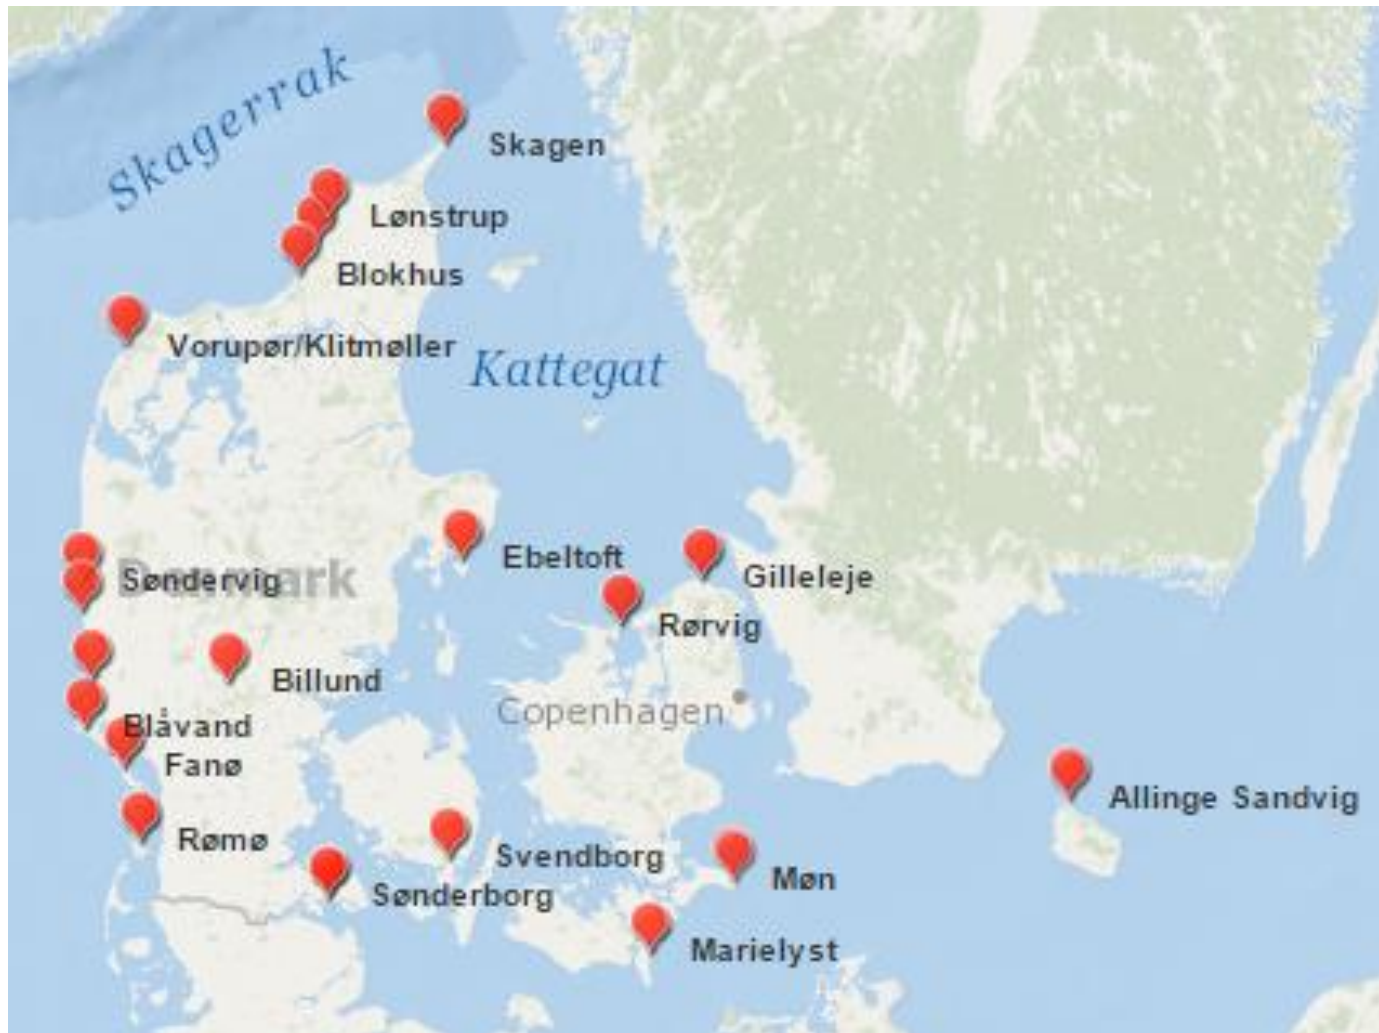 Skagerrak
Skagen
Lønstrup
Blokhus
Vorupør/Klitmøller
Kattegat
Ebeltoft
Gilleleje
Denmark
Søndervig
Rørvig
Billund
Copenhagen
Blåvand
Fanø
Allinge Sandvig
Rømø
Svendborg
Møn
Sønderborg
Marielyst